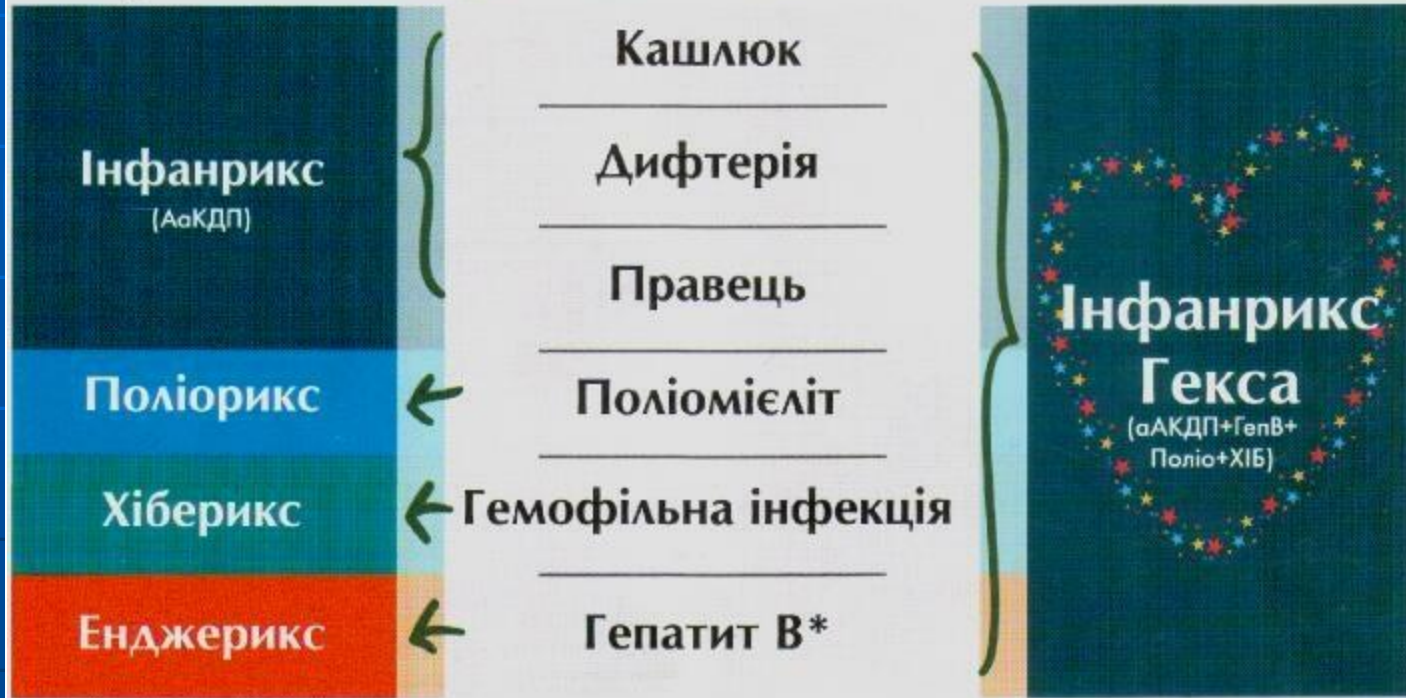 Інфанрикс
(АаКДП)
Поліорикс
Хіберикс
Енджерикс
Кашлюк
Дифтерія
Правець
Поліомієліт
Гемофільна інфекція
Гепатит В*
Інфанрикс
Гекса
(аАКДП+ГепВ+
Поліо+ХІБ)